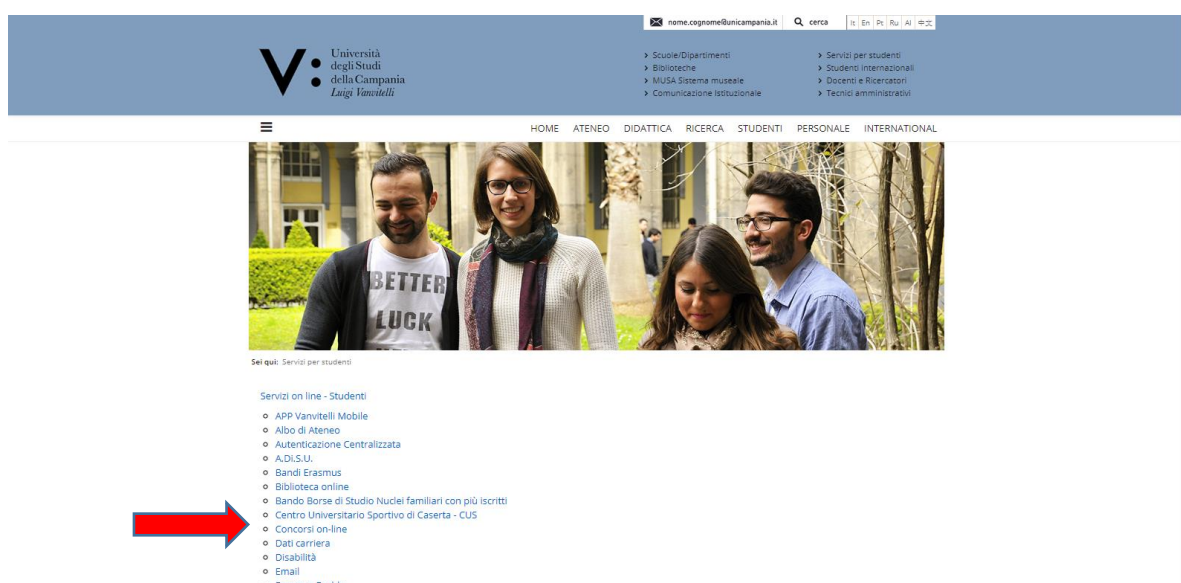 nome.cognome@unicampania.it
cerca
It En Pt Ru Al 中文
V:
Università
degli Studi
della Campania
Luigi Vanvitelli
> Scuole/Dipartimenti
> Biblioteche
> MUSA Sistema museale
> Comunicazione Istituzionale
> Servizi per studenti
> Studenti internazionali
> Docenti e Ricercatori
> Tecnici amministrativi
HOME ATENEO DIDATTICA RICERCA STUDENTI PERSONALE INTERNATIONAL
BETTER
LUCK
Sei qui: Servizi per studenti
Servizi on line - Studenti
APP Vanvitelli Mobile
Albo di Ateneo
Autenticazione Centralizzata
A.Di.S.U.
Bandi Erasmus
Biblioteca online
Bando Borse di Studio Nuclei familiari con più iscritti
Centro Universitario Sportivo di Caserta - CUS
Concorsi on-line
Dati carriera
Disabilità
Email